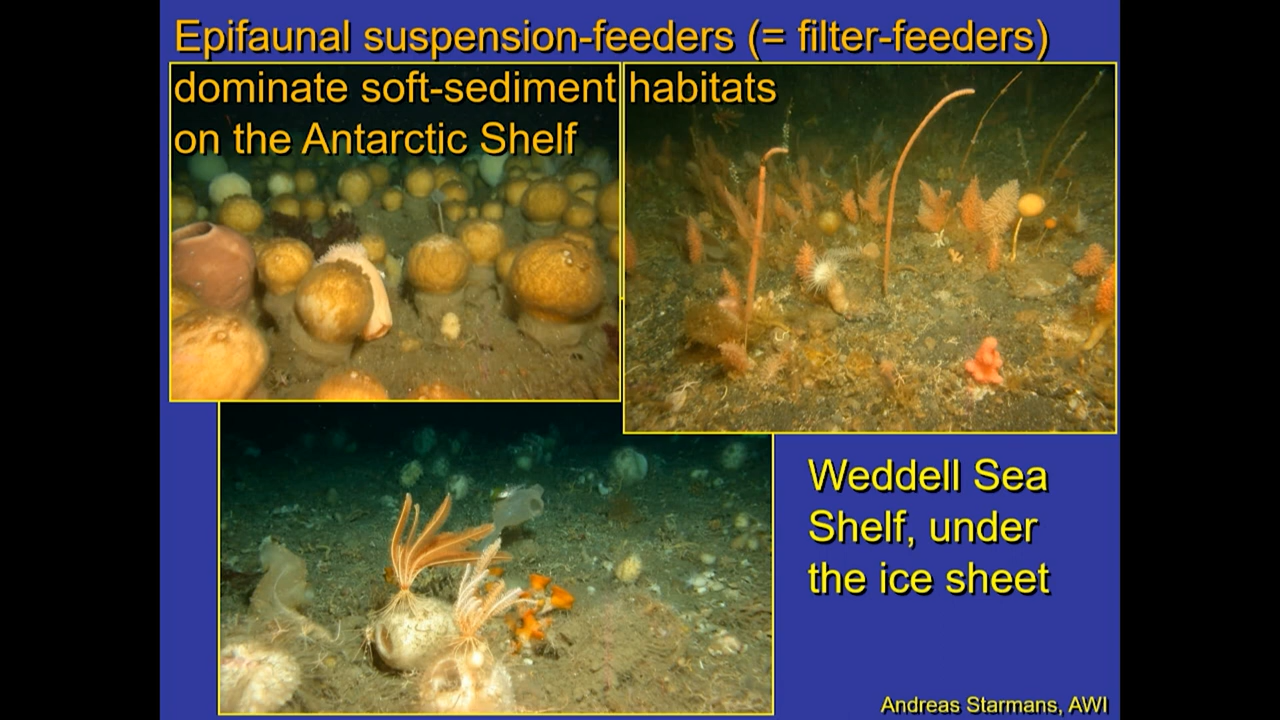 Epifaunal suspension-feeders (= filter-feeders)
dominate soft-sediment habitats
on the Antarctic Shelf
Weddell Sea
Shelf, under
the ice sheet
Andreas Starmans, AWI